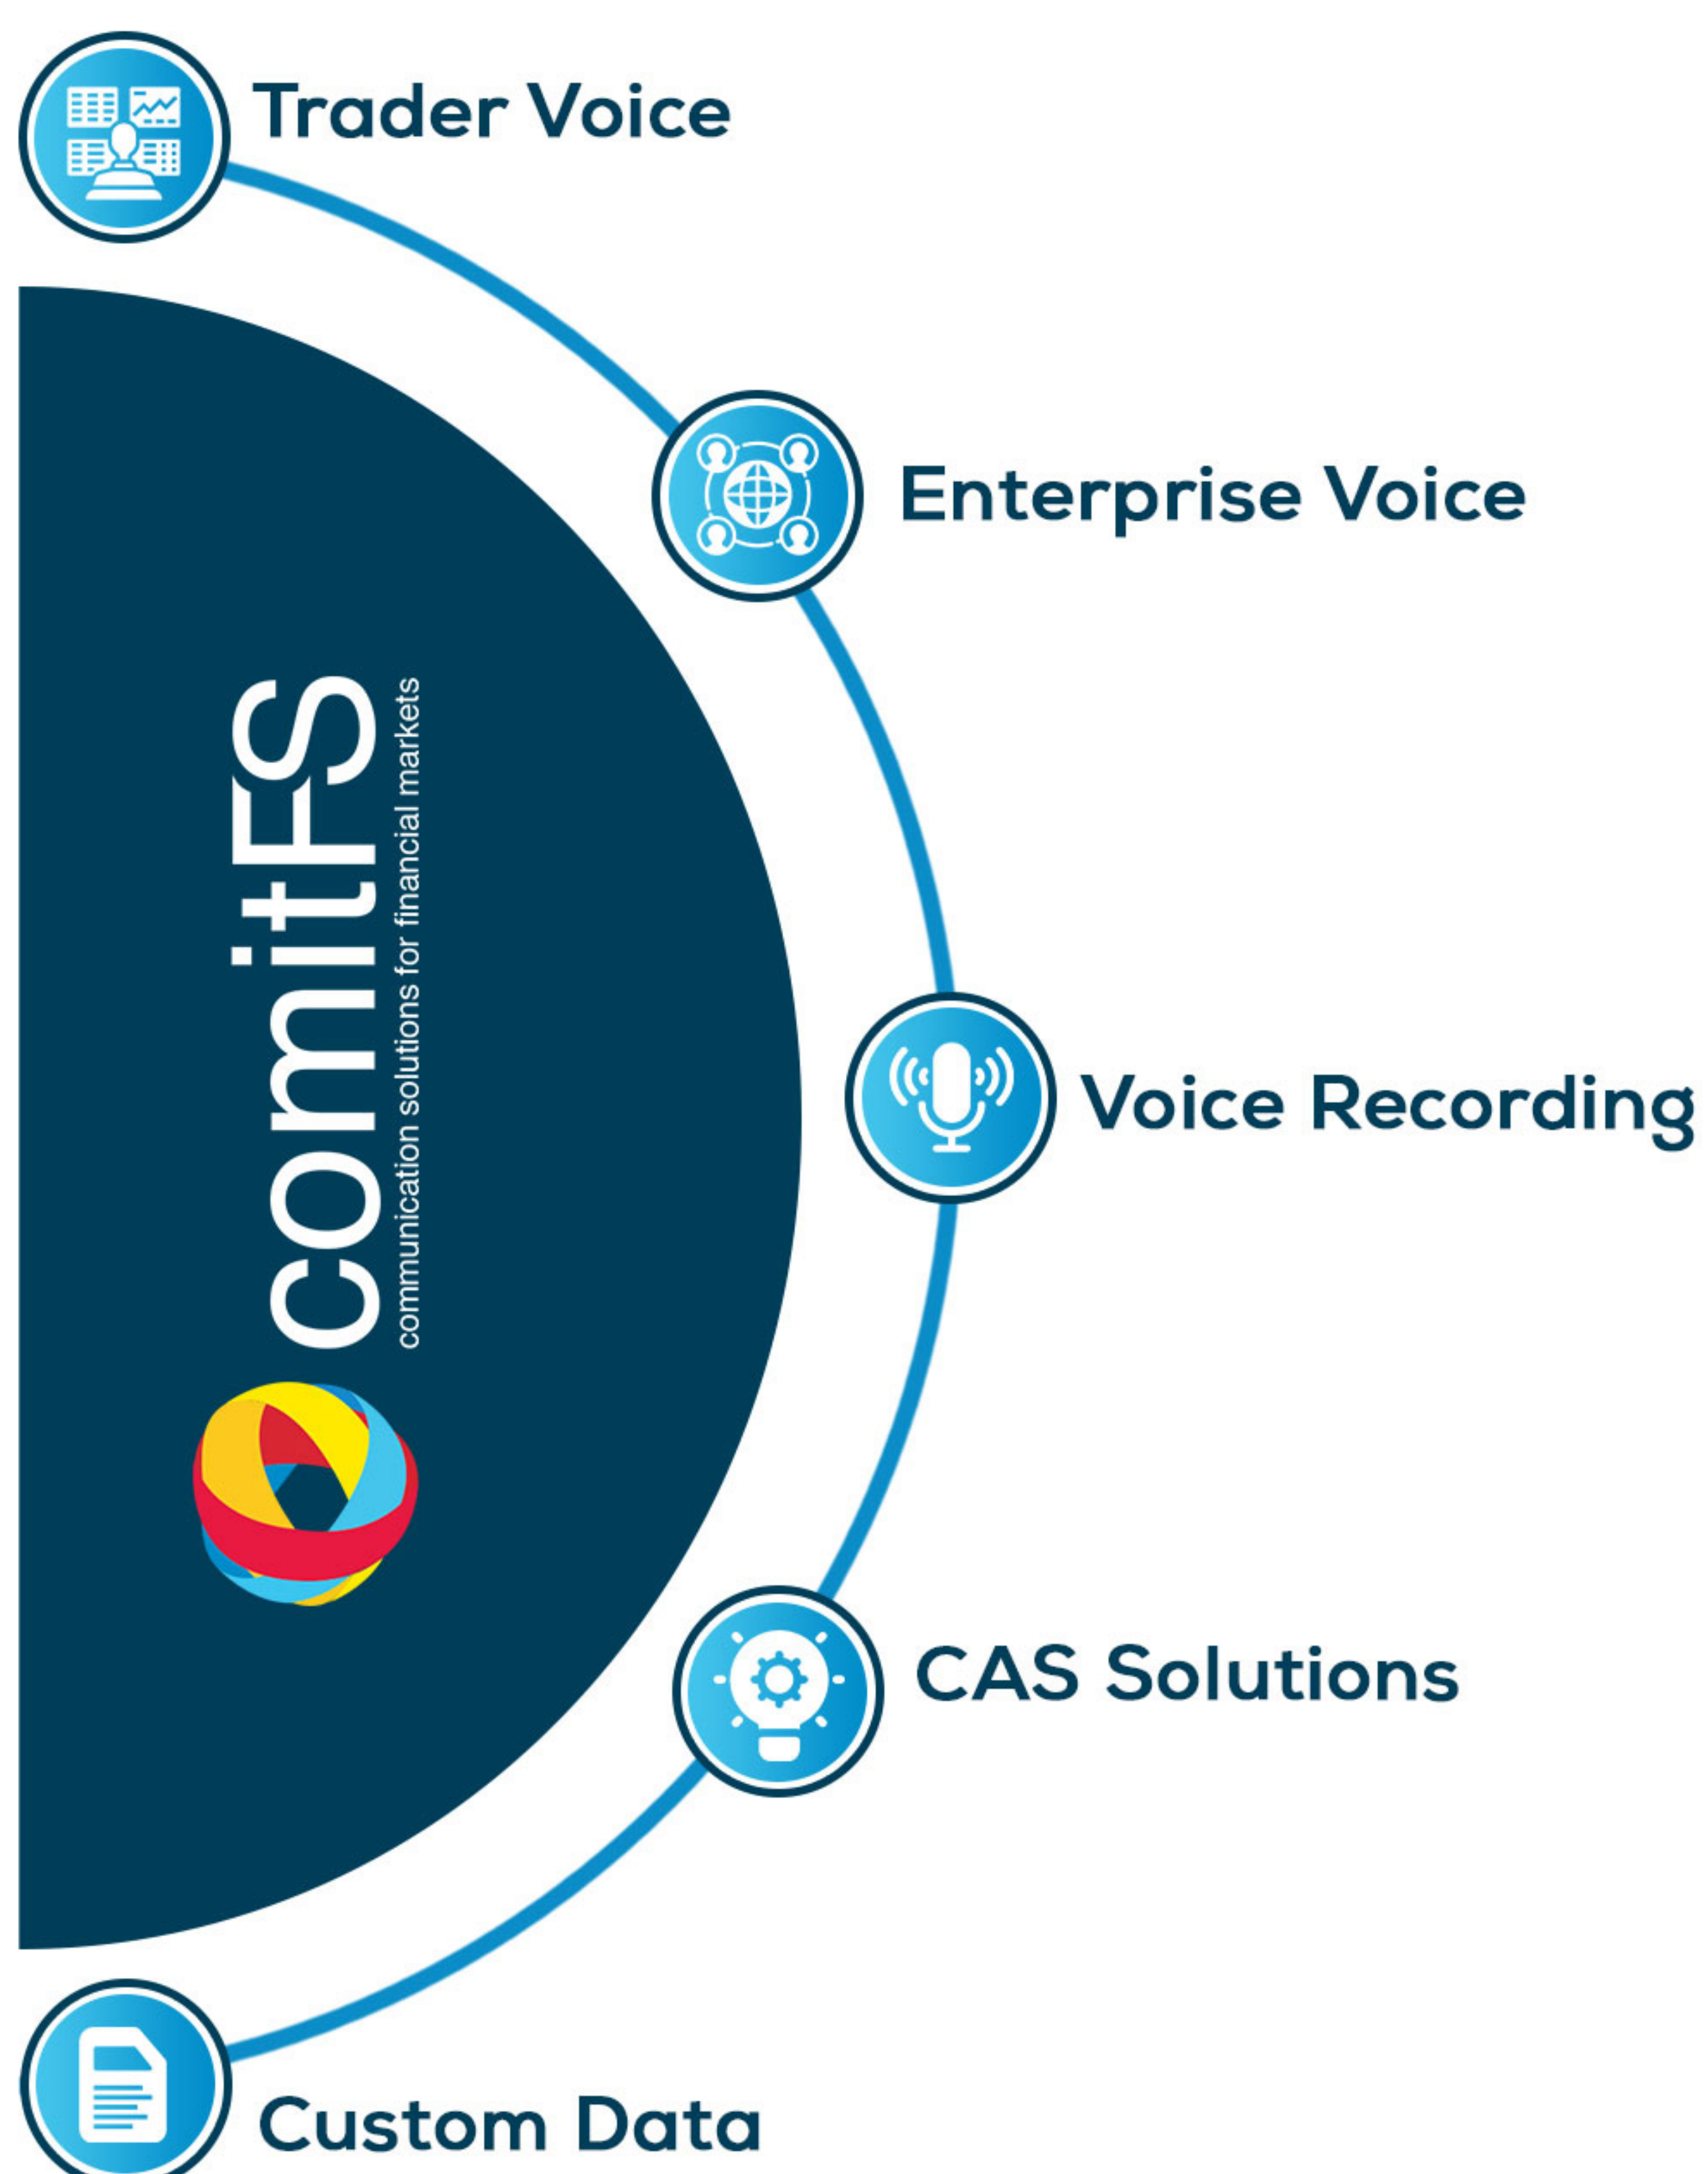 Trader Voice
Enterprise Voice
comitFS
communication solutions for financial markets
Voice Recording
CAS Solutions
Custom Data